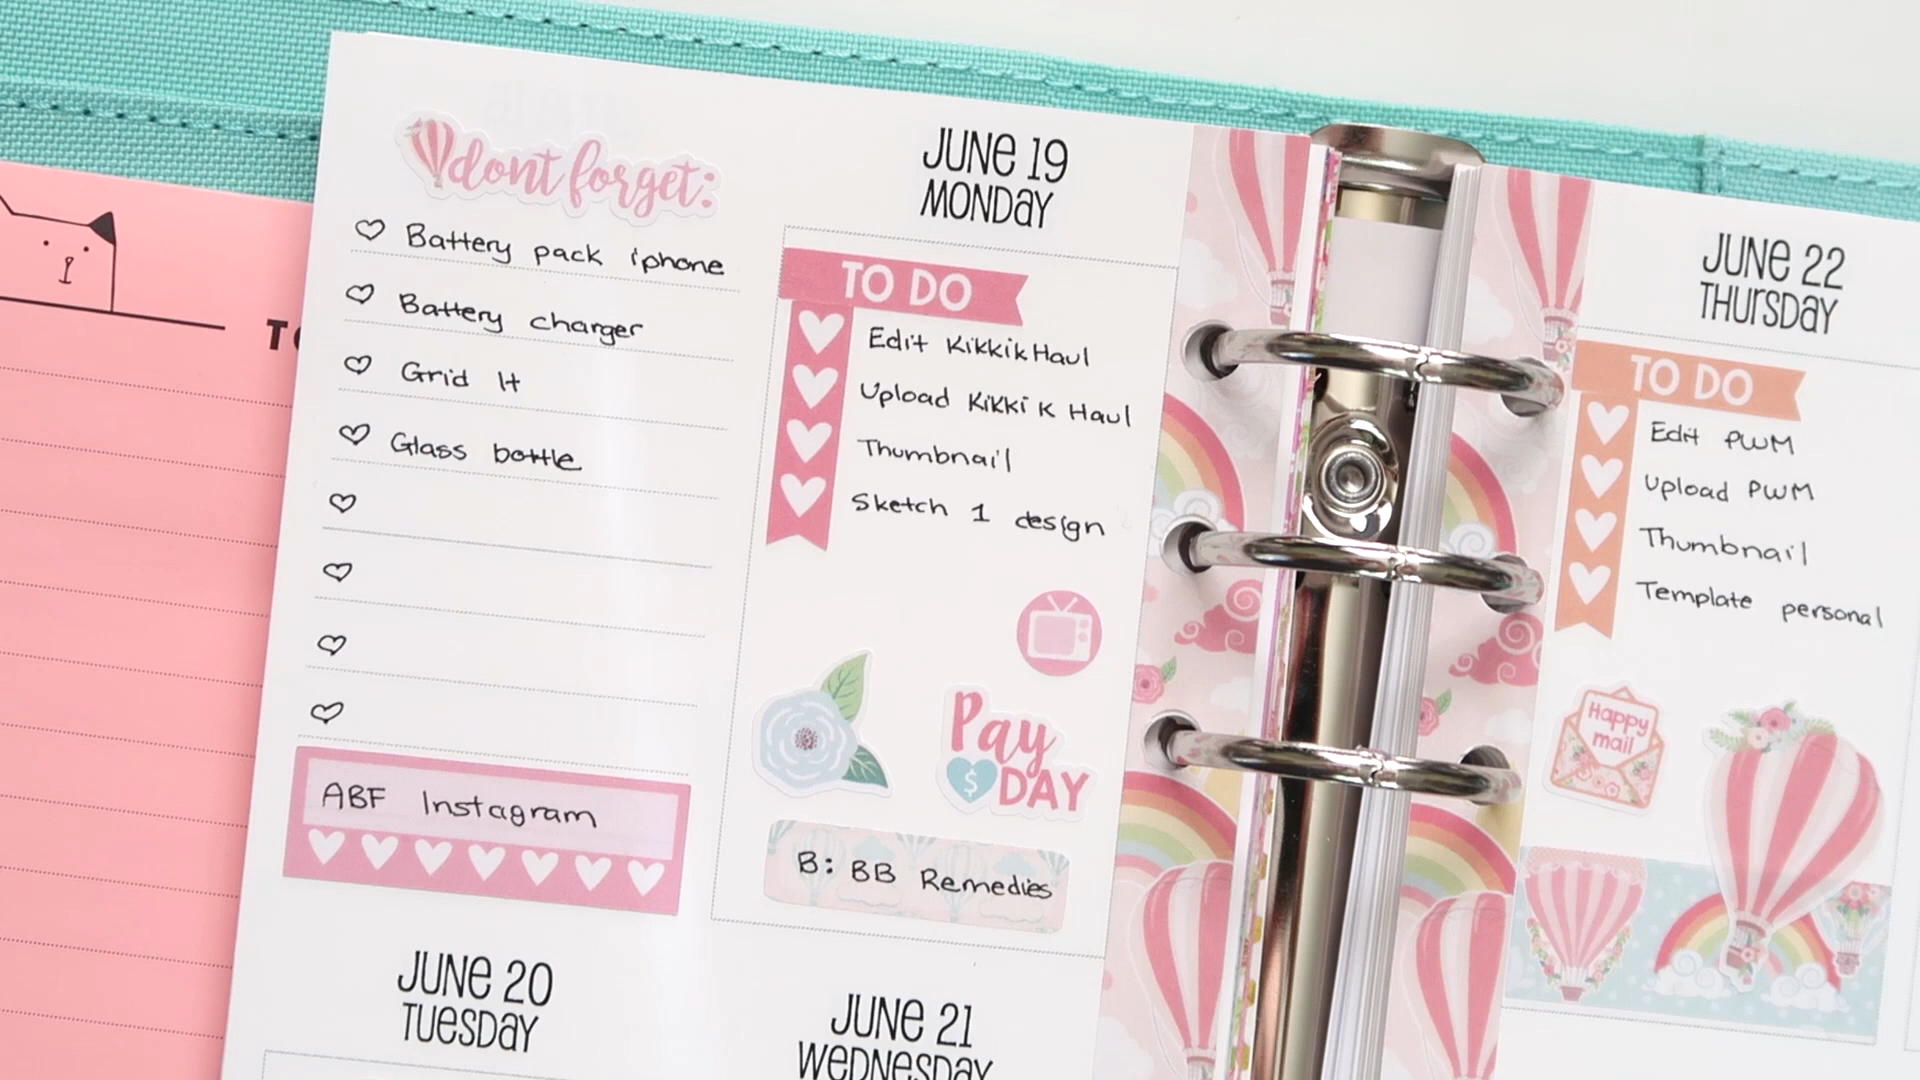 dont forget:
Battery pack iphone
Battery charger
Grid It
Glass bottle
ABF Instagram
JUNE 19
MONDAY
TO DO
Edit KikkiK Haul
Upload Kikki K Haul
Thumbnail
Sketch 1 design
Pay
$ DAY
B: BB Remedies
JUNE 20
TUESDAY
JUNE 21
WEDNESDAY
JUNE 22
THURSDAY
TO DO
Edit PWM
Upload PWM
Thumbnail
Template personal
Happy
mail